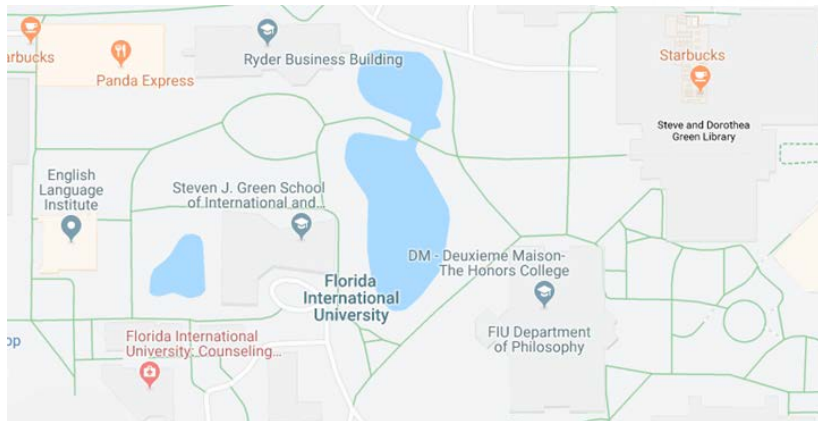 arbucks
Panda Express
Ryder Business Building
Starbucks
Steve and Dorothea
Green Library
English
Language
Institute
Steven J. Green School
of International and...
DM - Deuxieme Maison-
The Honors College
Florida
International
University
FIU Department
of Philosophy
Florida International
University: Counseling...
op